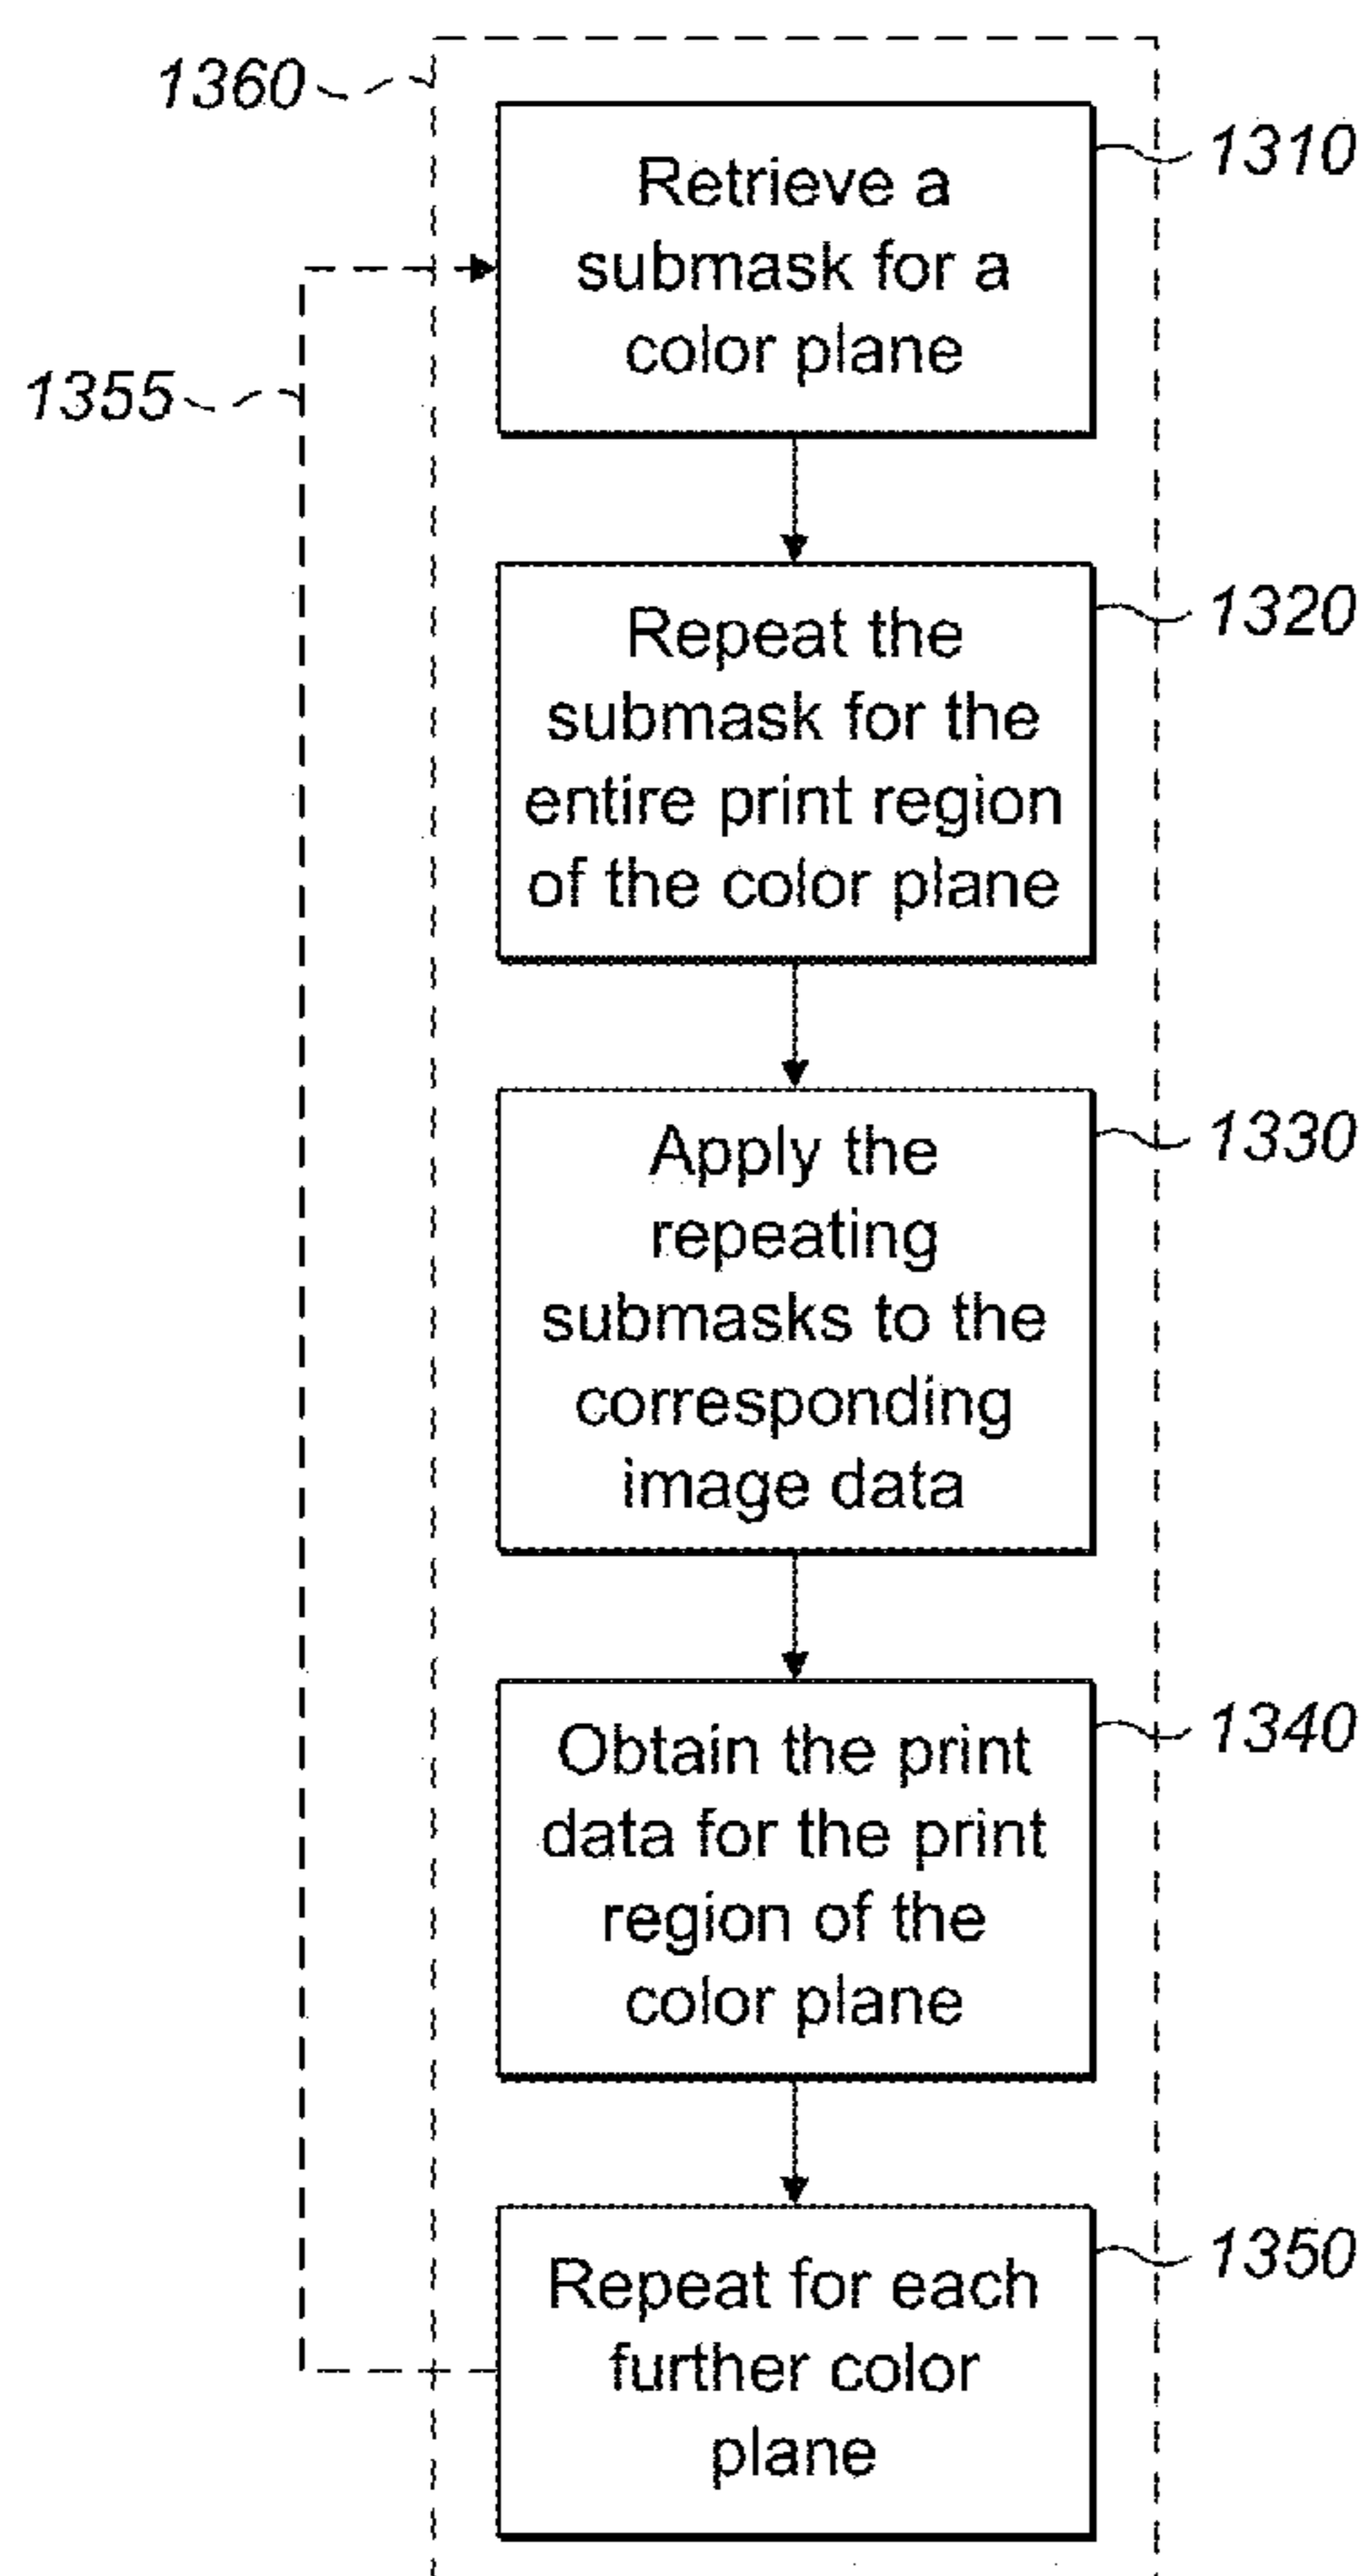 1360
Retrieve a
submask for a
color plane
1310
1355
Repeat the
submask for the
entire print region
of the color plane
1320
Apply the
repeating
submasks to the
corresponding
image data
1330
Obtain the print
data for the print
region of the
color plane
1340
Repeat for each
further color
plane
1350